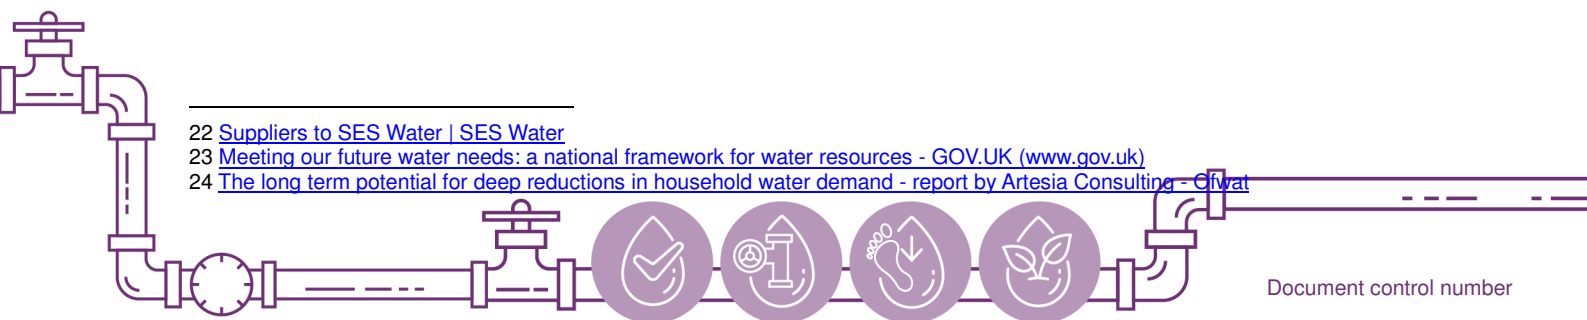 22 Suppliers to SES Water | SES Water
23 Meeting our future water needs: a national framework for water resources - GOV.UK (www.gov.uk)
24 The long term potential for deep reductions in household water demand - report by Artesia Consulting - Ofwat
Document control number